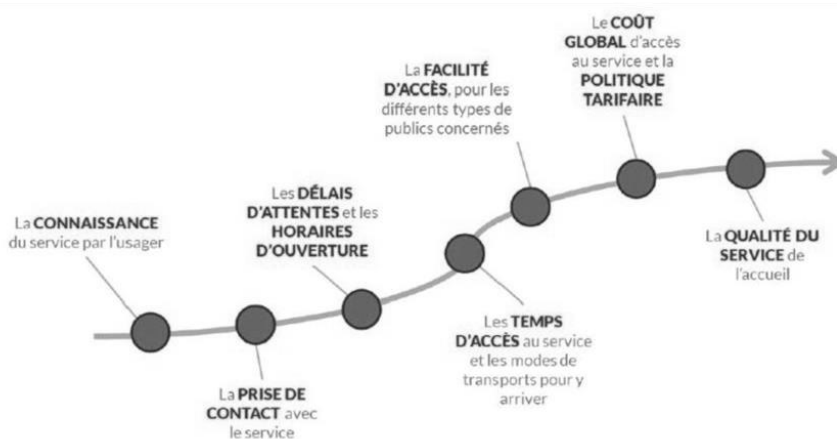 La CONNAISSANCE
du service par l'usager
La PRISE DE
CONTACT avec
le service
Les DÉLAIS
D'ATTENTES et les
HORAIRES
D'OUVERTURE
Les TEMPS
D'ACCÈS au service
et les modes de
transports pour y
arriver
La FACILITÉ
D'ACCÈS, pour les
différents types de
publics concernés
Le COÛT
GLOBAL d'accès
au service et la
POLITIQUE
TARIFAIRE
La QUALITÉ DU
SERVICE de
l'accueil